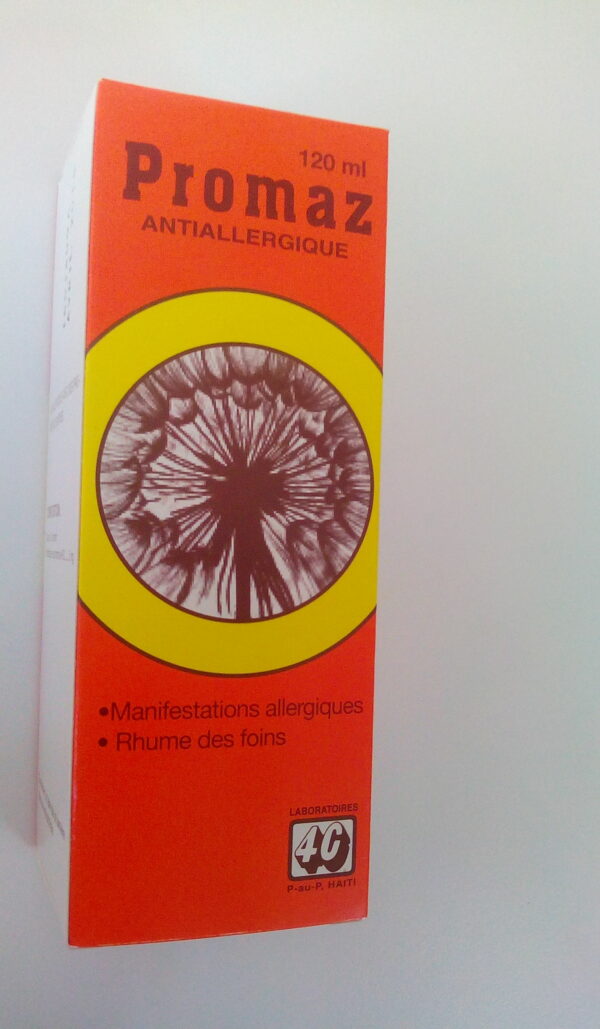 120 ml
Promaz
ANTIALLERGIQUE
•Manifestations allergiques
• Rhume des foins
LABORATOIRES
4C
P-au-P, HAITI